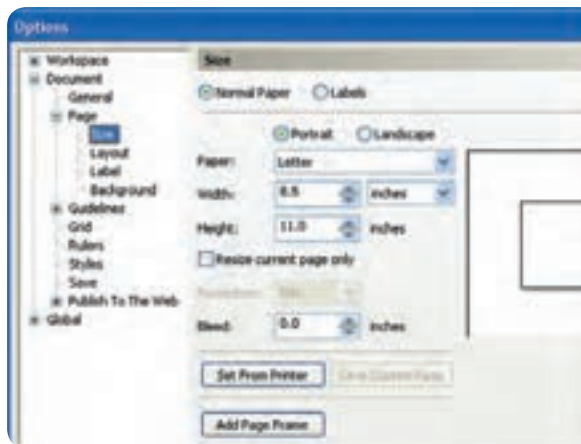 Options
Workspace
Document
General
Page
Size
Layout
Label
Background
Guidelines
Grid
Rulers
Styles
Save
Publish To The Web
Global
Size
Normal Paper Labels
Portrait Landscape
Paper: Letter
Width: 8.5 inches
Height: 11.0 inches
Resize current page only
Bleed: 0.0 inches
Set From Printer
Add Page Frame